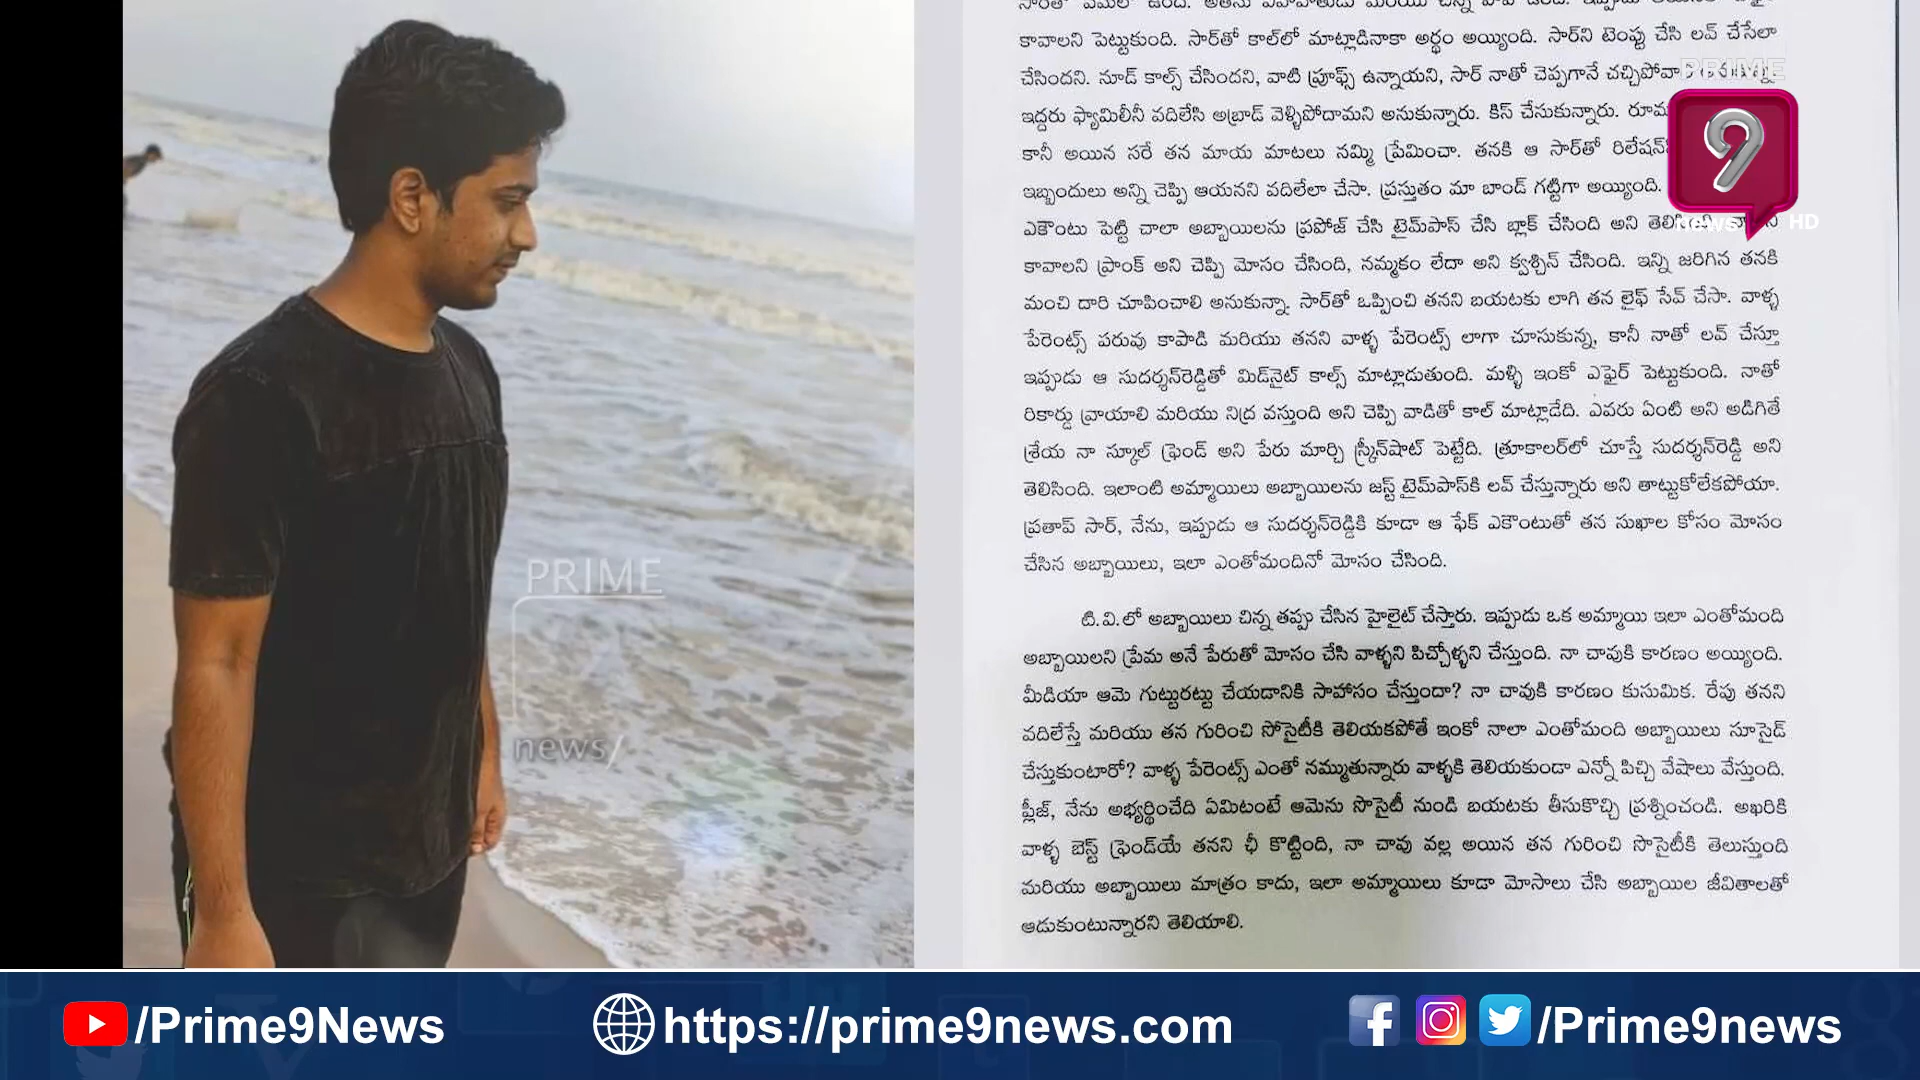 కావాలని పెట్టుకుంది. సార్‌తో కాల్‌లో మాట్లాడినాకా అర్థం అయ్యింది. సార్‌ని టెంప్ట్ చేసి లవ్ చేసేలా
చేసిందని. నూడ్ కాల్స్ చేసిందని, వాటి ప్రూఫ్స్ ఉన్నాయని, సార్ నాతో చెప్పగానే
ఇద్దరు ఫ్యామిలీనీ వదిలేసి అబ్రాడ్ వెళ్ళిపోదామని అనుకున్నారు. కిస్ చేసుకున్నారు.
కానీ అయిన సరే తన మాయ మాటలు నమ్మి ప్రేమించా. తనకి ఆ సార్‌తో
ఇబ్బందులు అన్ని చెప్పి ఆయనని వదిలేలా చేసా. ప్రస్తుతం మా బాండ్ గట్టిగా అయ్యింది.
ఎకౌంటు పెట్టి చాలా అబ్బాయిలను ప్రపోజ్ చేసి టైమ్‌పాస్ చేసి బ్లాక్ చేసింది అని
కావాలని ప్రాంక్ అని చెప్పి మోసం చేసింది, నమ్మకం లేదా అని క్వశ్చిన్ చేసింది. ఇన్ని జరిగిన తనకి
మంచి దారి చూపించాలి అనుకున్నా. సార్‌తో ఒప్పించి తనని బయటకు లాగి తన లైఫ్ సేవ్ చేసా. వాళ్ళ
పేరెంట్స్ పరువు కాపాడి మరియు తనని వాళ్ళ పేరెంట్స్ లాగా చూసుకున్న, కానీ నాతో లవ్ చేస్తూ
ఇప్పుడు ఆ సుదర్శన్‌రెడ్డితో మిడ్‌నైట్ కాల్స్ మాట్లాడుతుంది. మళ్ళి ఇంకో ఎఫైర్ పెట్టుకుంది. నాతో
రికార్డు వ్రాయాలి మరియు నిద్ర వస్తుంది అని చెప్పి వాడితో కాల్ మాట్లాడేది. ఎవరు ఏంటి అని అడిగితే
శ్రేయ నా స్కూల్ ఫ్రెండ్ అని పేరు మార్చి స్క్రీన్‌షాట్ పెట్టేది. త్రూకాలర్‌లో చూస్తే సుదర్శన్‌రెడ్డి అని
తెలిసింది. ఇలాంటి అమ్మాయిలు అబ్బాయిలను జస్ట్ టైమ్‌పాస్‌కి లవ్ చేస్తున్నారు అని తాట్టుకోలేకపోయా.
ప్రతాప్ సార్, నేను, ఇప్పుడు ఆ సుదర్శన్‌రెడ్డికి కూడా ఆ ఫేక్ ఎకౌంటుతో తన సుఖాల కోసం మోసం
చేసిన అబ్బాయిలు, ఇలా ఎంతోమందినో మోసం చేసింది.
టి.వి.లో అబ్బాయిలు చిన్న తప్పు చేసిన హైలైట్ చేస్తారు. ఇప్పుడు ఒక అమ్మాయి ఇలా ఎంతోమంది
అబ్బాయిలని ప్రేమ అనే పేరుతో మోసం చేసి వాళ్ళని పిచ్చోళ్ళని చేస్తుంది. నా చావుకి కారణం అయ్యింది.
మీడియా ఆమె గుట్టురట్టు చేయడానికి సాహాసం చేస్తుందా? నా చావుకి కారణం కుసుమిక. రేపు తనని
వదిలేస్తే మరియు తన గురించి సోసైటీకి తెలియకపోతే ఇంకో నాలా ఎంతోమంది అబ్బాయిలు సూసైడ్
చేస్తుకుంటారో? వాళ్ళ పేరెంట్స్ ఎంతో నమ్ముతున్నారు వాళ్ళకి తెలియకుండా ఎన్నో పిచ్చి వేషాలు వేస్తుంది.
ప్లీజ్, నేను అభ్యర్థించేది ఏమిటంటే ఆమెను సొసైటీ నుండి బయటకు తీసుకొచ్చి ప్రశ్నించండి. అఖరికి
వాళ్ళ బెస్ట్ ఫ్రెండ్‌యే తనని ఛీ కొట్టింది, నా చావు వల్ల అయిన తన గురించి సొసైటీకి తెలుస్తుంది
మరియు అబ్బాయిలు మాత్రం కాదు, ఇలా అమ్మాయిలు కూడా మోసాలు చేసి అబ్బాయిల జీవితాలతో
ఆడుకుంటున్నారని తెలియాలి.
PRIME
9
news
HD
PRIME
news/
/Prime9News
https://prime9news.com
/Prime9news